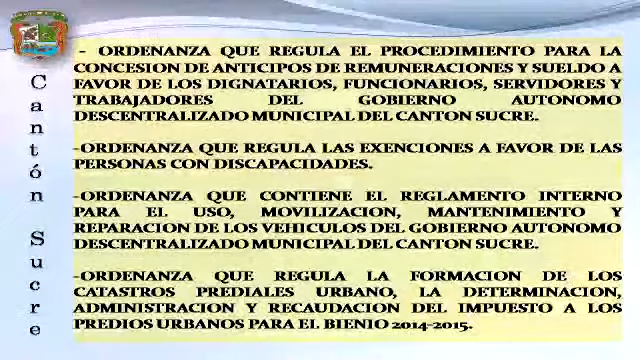 - ORDENANZA QUE REGULA EL PROCEDIMIENTO PARA LA
CONCESION DE ANTICIPOS DE REMUNERACIONES Y SUELDO A
FAVOR DE LOS DIGNATARIOS, FUNCIONARIOS, SERVIDORES Y
TRABAJADORES DEL GOBIERNO AUTONOMO
DESCENTRALIZADO MUNICIPAL DEL CANTON SUCRE.
-ORDENANZA QUE REGULA LAS EXENCIONES A FAVOR DE LAS
PERSONAS CON DISCAPACIDADES.
-ORDENANZA QUE CONTIENE EL REGLAMENTO INTERNO
PARA EL USO, MOVILIZACION, MANTENIMIENTO Y
REPARACION DE LOS VEHICULOS DEL GOBIERNO AUTONOMO
DESCENTRALIZADO MUNICIPAL DEL CANTON SUCRE.
-ORDENANZA QUE REGULA LA FORMACION DE LOS
CATASTROS PREDIALES URBANO, LA DETERMINACION,
ADMINISTRACION Y RECAUDACION DEL IMPUESTO A LOS
PREDIOS URBANOS PARA EL BIENIO 2014-2015.
Cantón Sucre